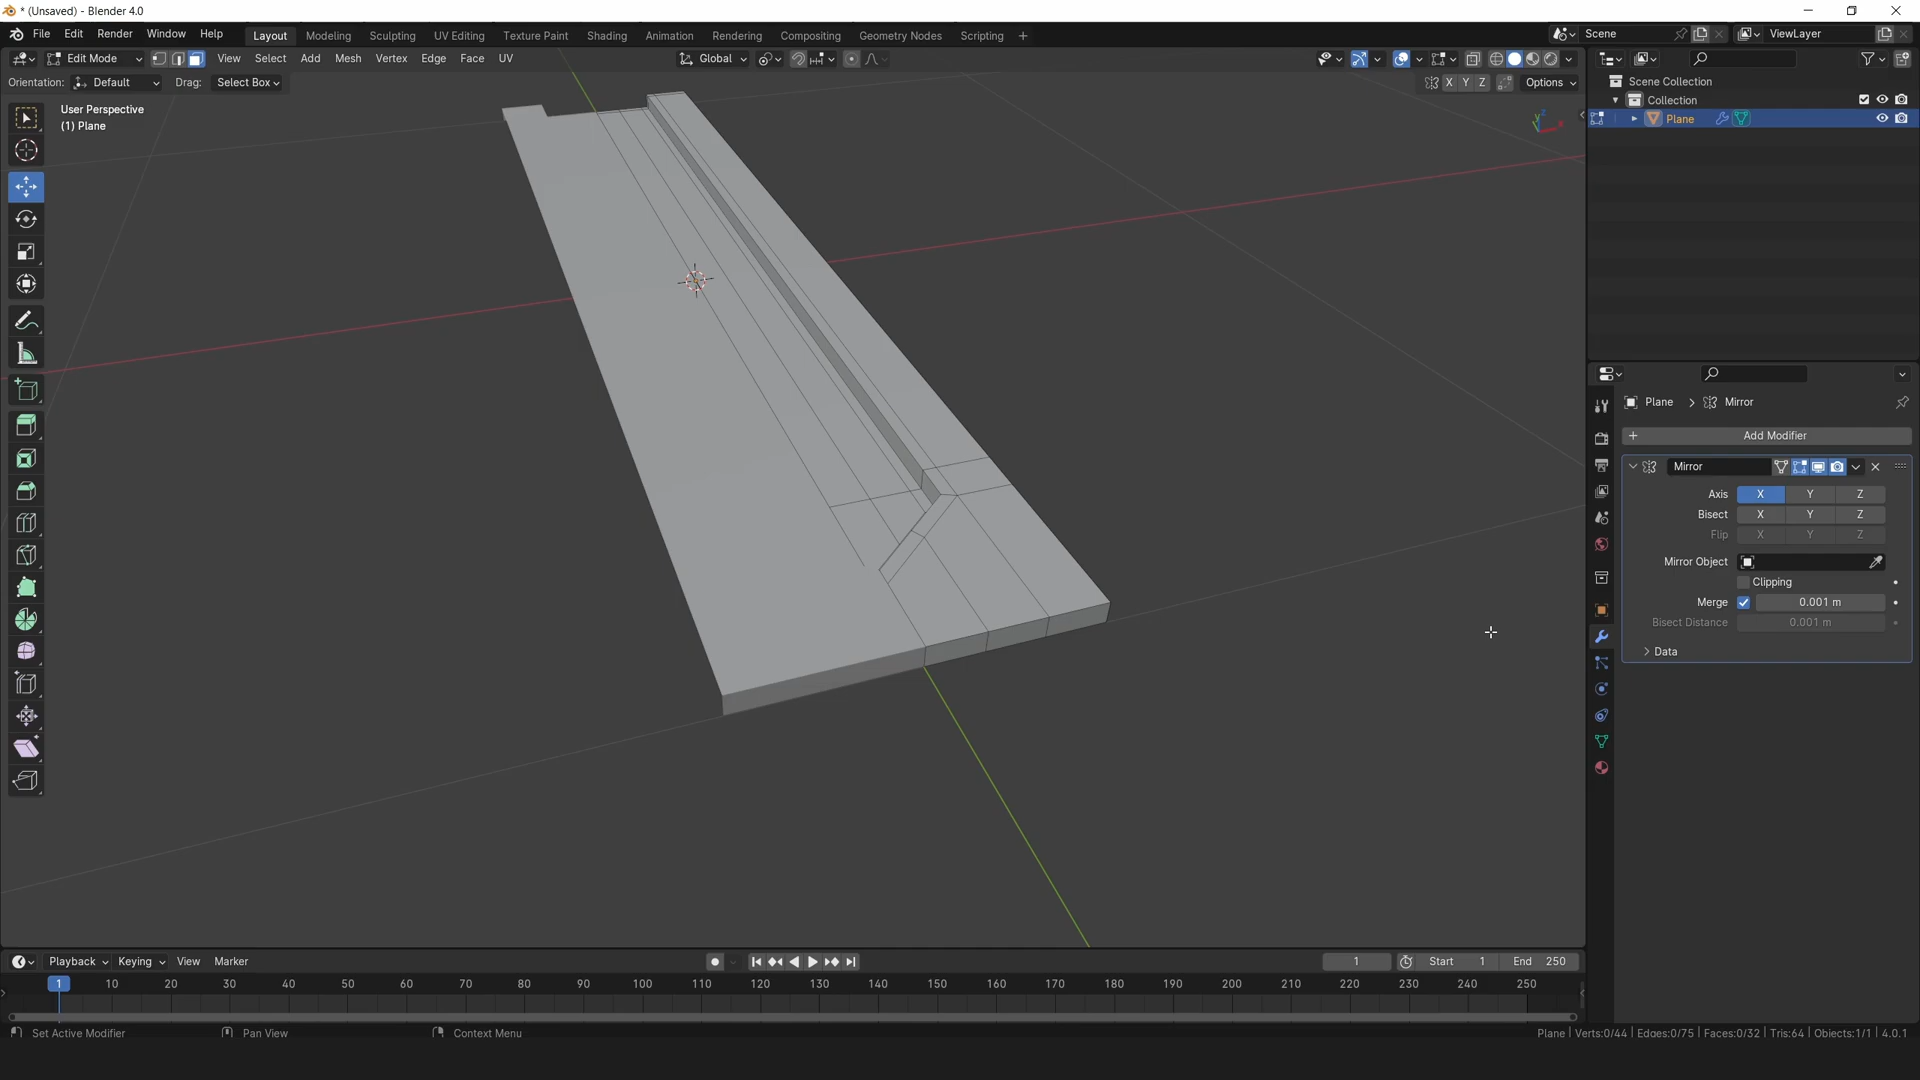 * (Unsaved) - Blender 4.0
File Edit Render Window Help Layout Modeling Sculpting UV Editing Texture Paint Shading Animation Rendering Compositing Geometry Nodes Scripting + Scene ViewLayer
Edit Mode View Select Add Mesh Vertex Edge Face UV Global
Orientation: Default Drag: Select Box X Y Z Options
Scene Collection
Collection
Plane
User Perspective
(1) Plane
Plane > Mirror
+ Add Modifier
Mirror
Axis X Y Z
Bisect X Y Z
Flip X Y Z
Mirror Object
Clipping
Merge 0.001 m
Bisect Distance 0.001 m
Data
Playback Keying View Marker 1 Start 1 End 250
1 10 20 30 40 50 60 70 80 90 100 110 120 130 140 150 160 170 180 190 200 210 220 230 240 250
Set Active Modifier Pan View Context Menu Plane | Verts:0/44 | Edges:0/75 | Faces:0/32 | Tris:64 | Objects:1/1 | 4.0.1